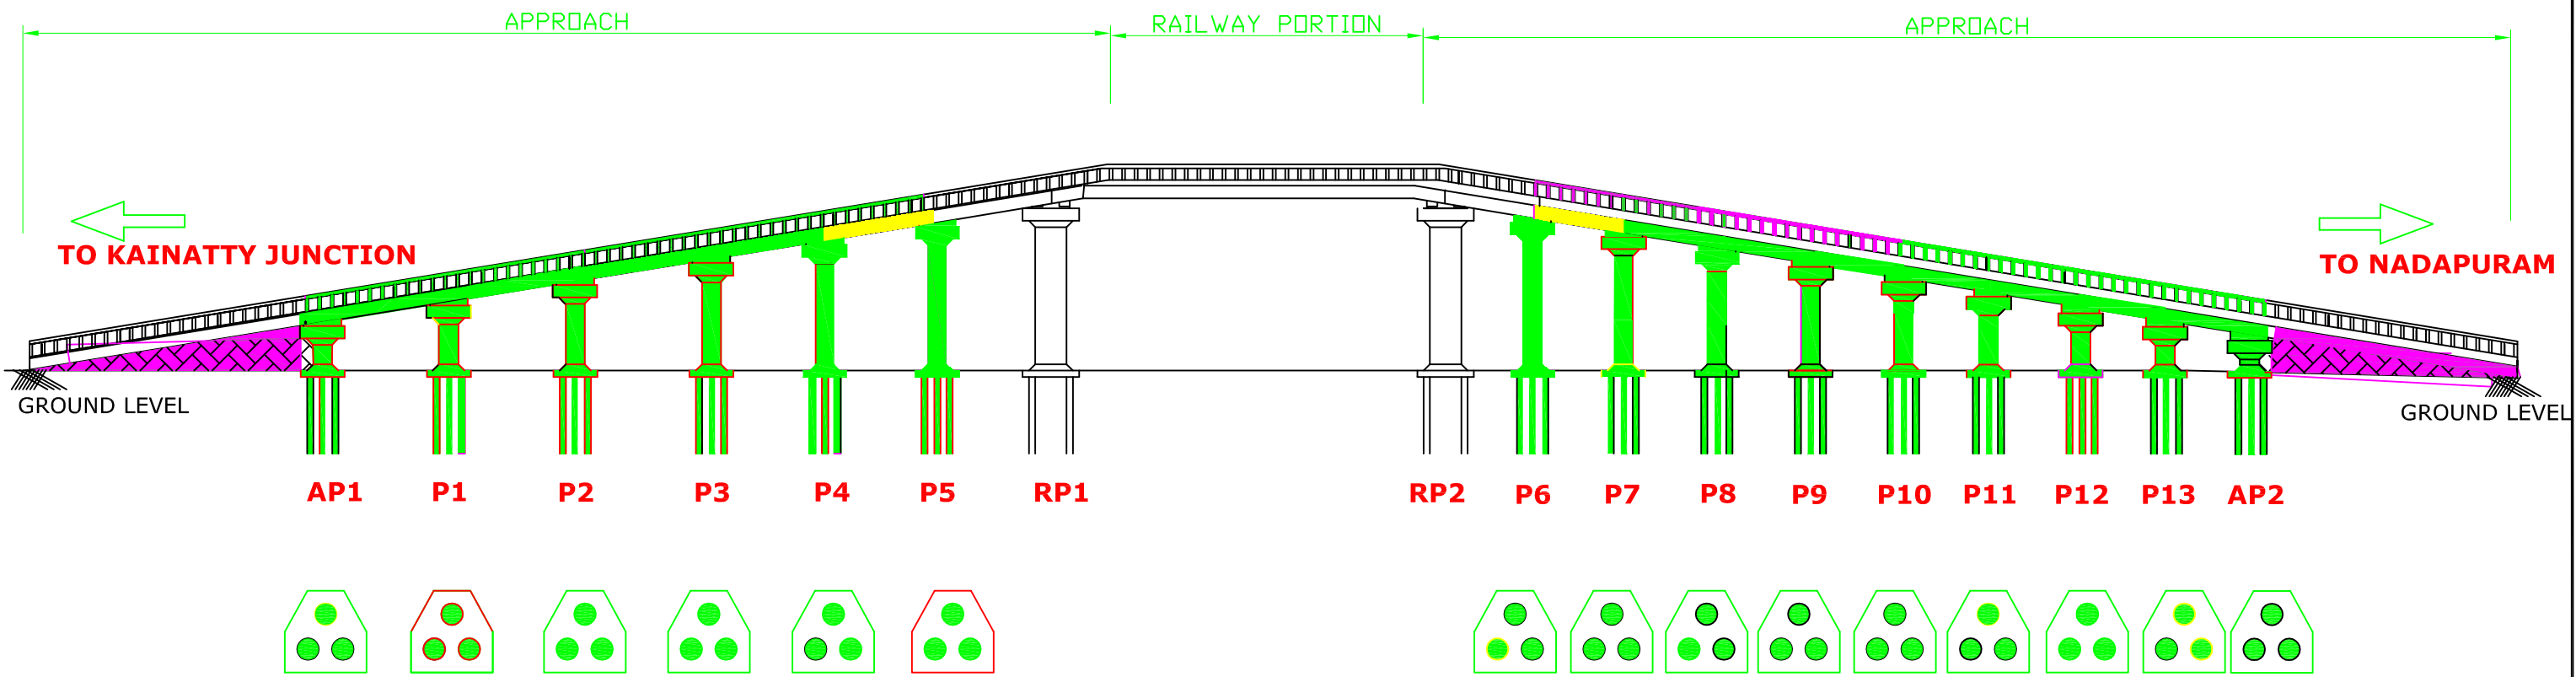 APPROACH
RAILWAY PORTION
APPROACH
TO KAINATTY JUNCTION
TO NADAPURAM
GROUND LEVEL
GROUND LEVEL
AP1 P1 P2 P3 P4 P5 RP1 RP2 P6 P7 P8 P9 P10 P11 P12 P13 AP2